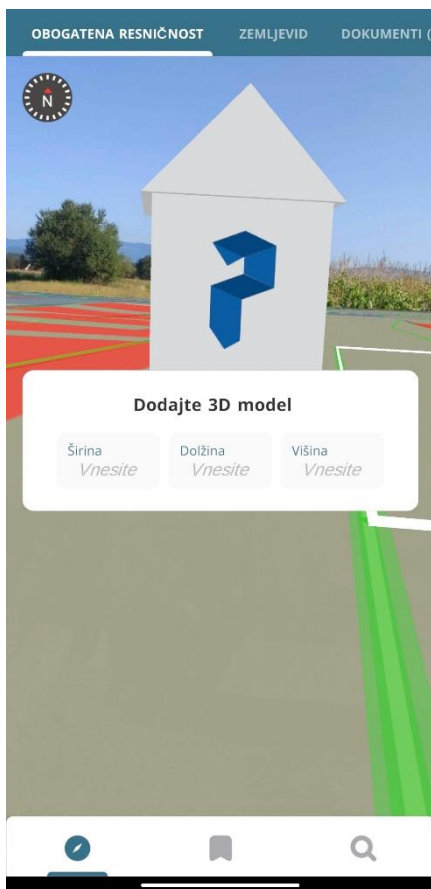 OBOGATENA RESNIČNOST ZEMLJEVID DOKUMENTI (
N
Dodajte 3D model
Širina Dolžina Višina
Vnesite Vnesite Vnesite